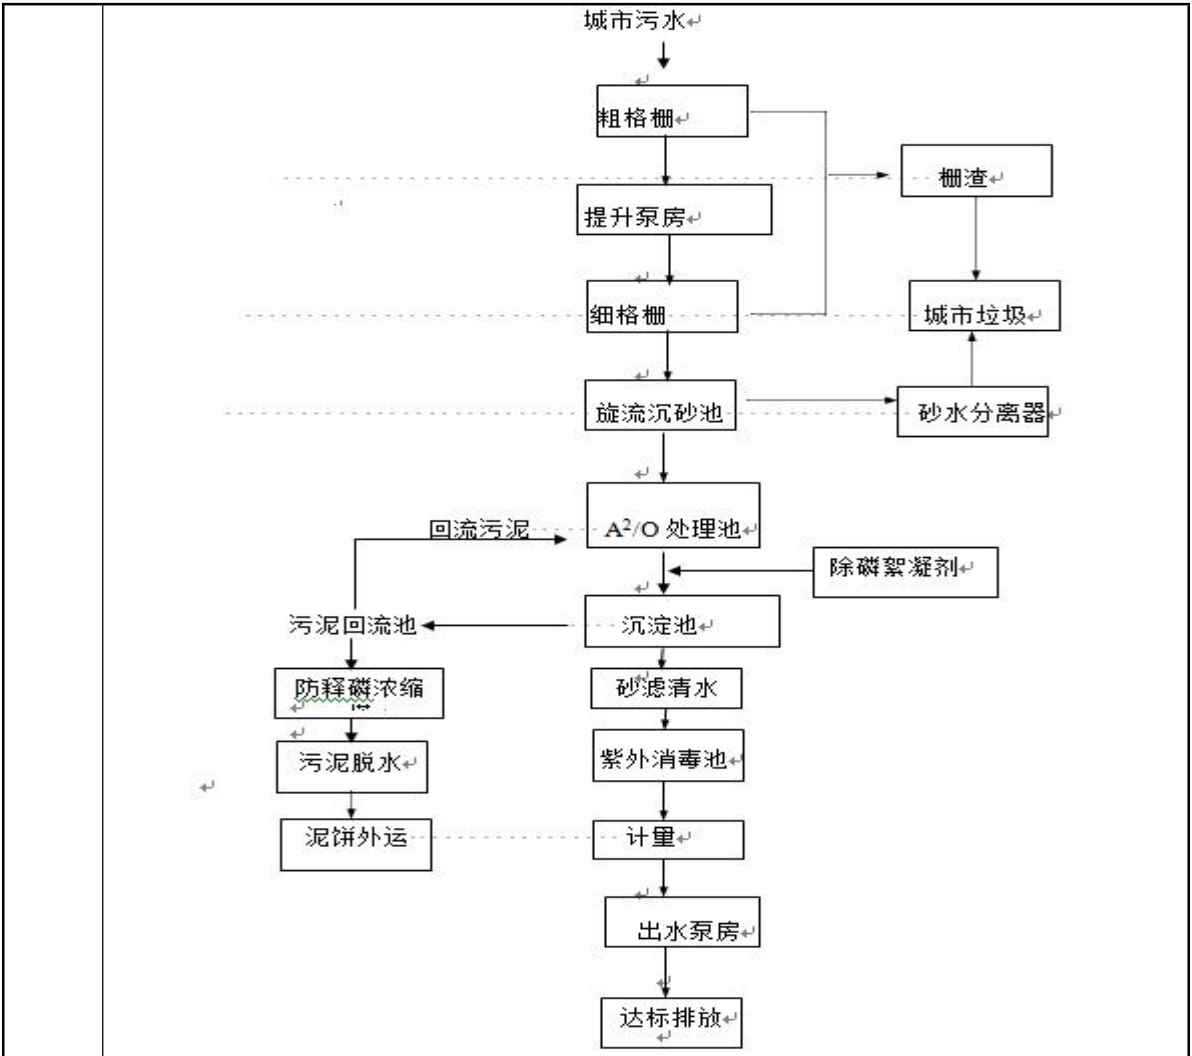 城市污水
粗格栅
栅渣
提升泵房
细格栅
城市垃圾
旋流沉砂池
砂水分离器
回流污泥
A²/O 处理池
除磷絮凝剂
污泥回流池
沉淀池
防释磷浓缩
砂滤清水
污泥脱水
紫外消毒池
泥饼外运
计量
出水泵房
达标排放